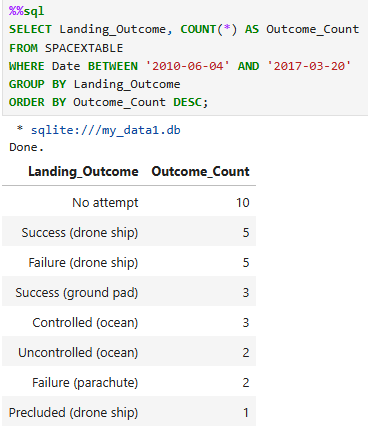 %%sql
SELECT Landing_Outcome, COUNT(*) AS Outcome_Count
FROM SPACEXTABLE
WHERE Date BETWEEN '2010-06-04' AND '2017-03-20'
GROUP BY Landing_Outcome
ORDER BY Outcome_Count DESC;
* sqlite:///my_data1.db
Done.
Landing_Outcome Outcome_Count
No attempt 10
Success (drone ship) 5
Failure (drone ship) 5
Success (ground pad) 3
Controlled (ocean) 3
Uncontrolled (ocean) 2
Failure (parachute) 2
Precluded (drone ship) 1